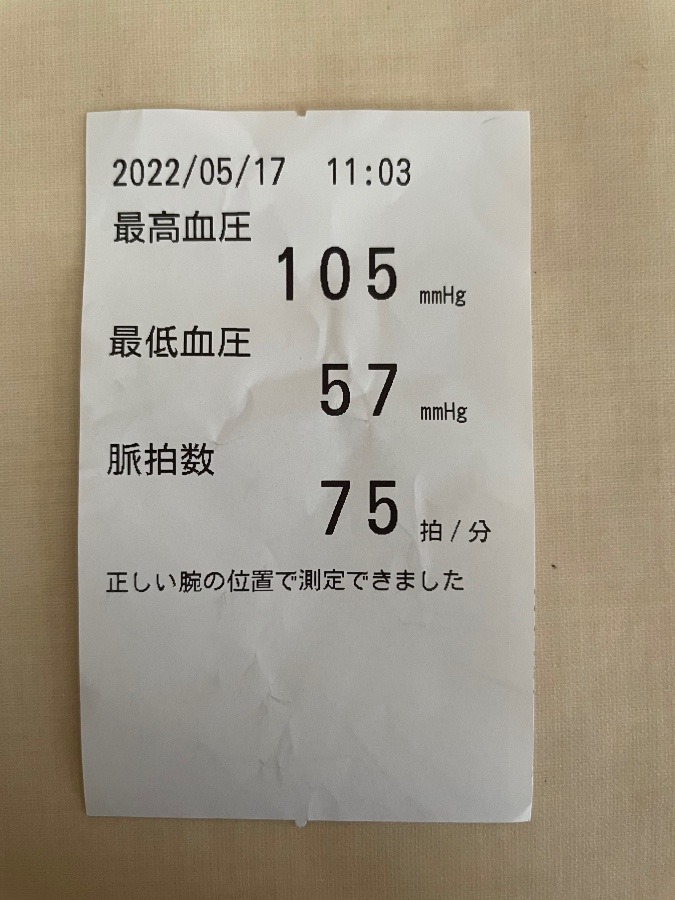 2022/05/17 11:03
最高血圧
105 mmHg
最低血圧
57 mmHg
脈拍数
75 拍/分
正しい腕の位置で測定できました